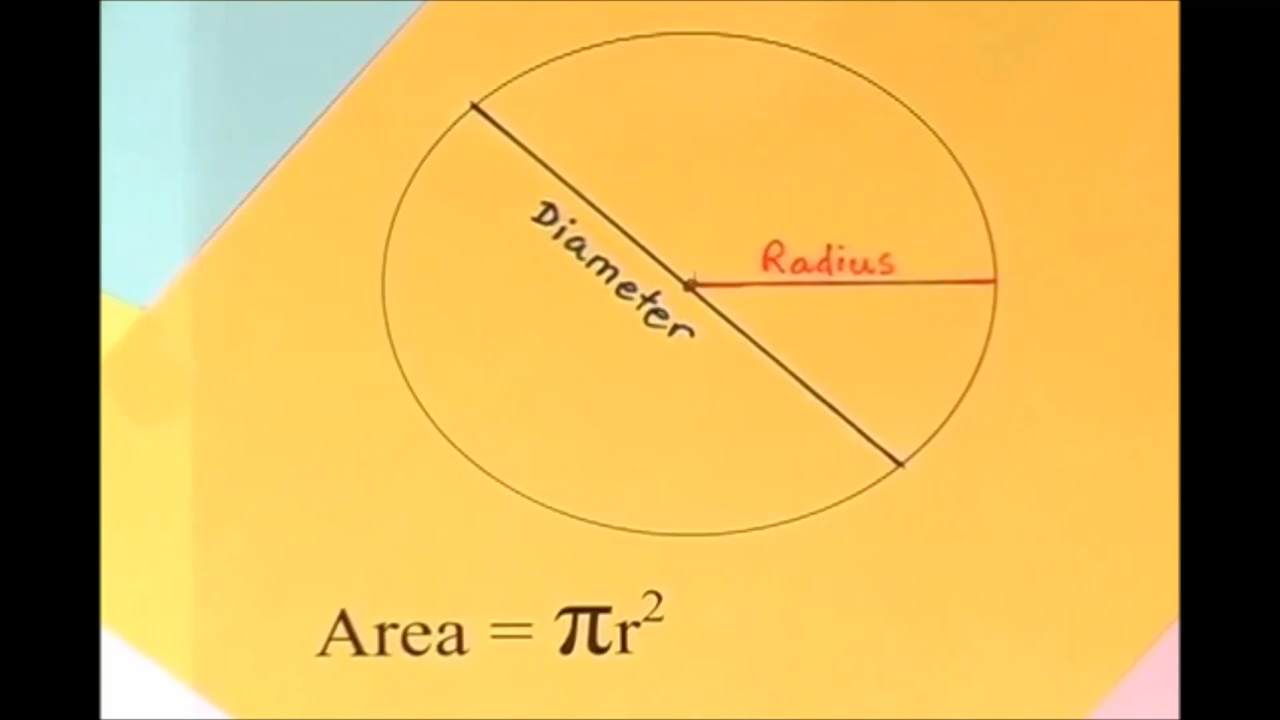 Diameter
Radius
Area = πr²